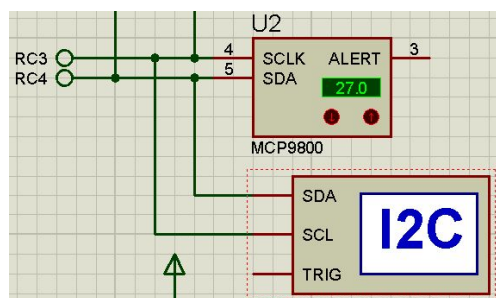 U2
RC3
RC4
4
5
SCLK
SDA
ALERT
3
27.0
MCP9800
SDA
SCL
TRIG
I2C